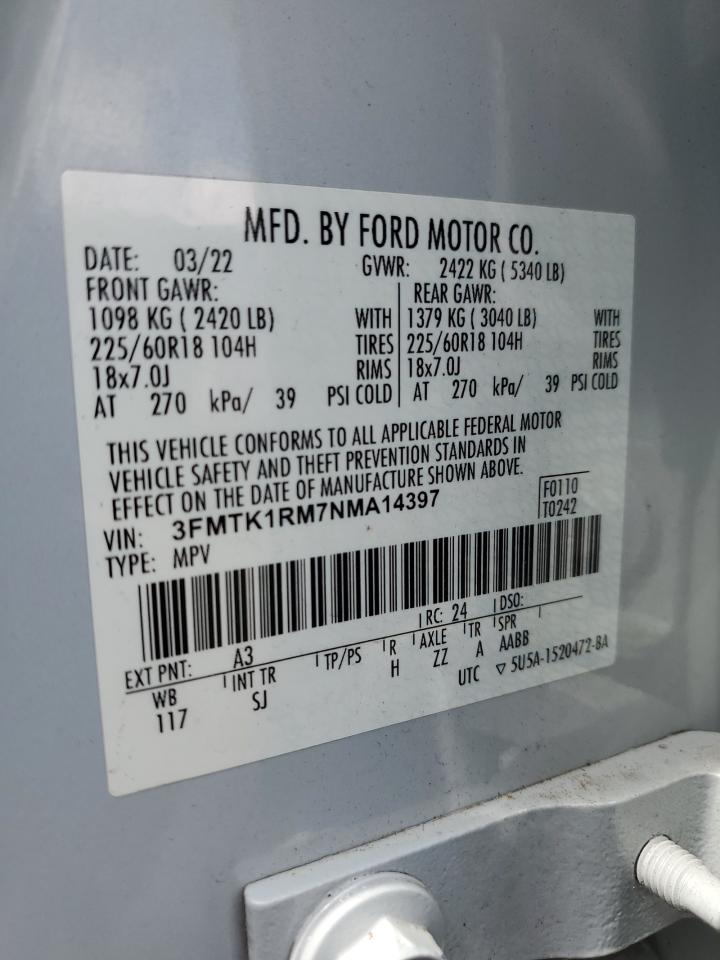 MFD. BY FORD MOTOR CO.
DATE: 03/22 GVWR: 2422 KG ( 5340 LB)
FRONT GAWR: REAR GAWR:
1098 KG ( 2420 LB) WITH 1379 KG ( 3040 LB) WITH
225/60R18 104H TIRES 225/60R18 104H TIRES
18x7.0J RIMS 18x7.0J RIMS
AT 270 kPa/ 39 PSI COLD AT 270 kPa/ 39 PSI COLD
THIS VEHICLE CONFORMS TO ALL APPLICABLE FEDERAL MOTOR
VEHICLE SAFETY AND THEFT PREVENTION STANDARDS IN
EFFECT ON THE DATE OF MANUFACTURE SHOWN ABOVE.
VIN: 3FMTK1RM7NMA14397 F0110
TYPE: MPV T0242
EXT PNT: A3 RC: 24 DSO:
WB INT TR TP/PS R AXLE TR SPR
117 SJ H ZZ A AABB
UTC ▽ 5U5A-1520472-BA